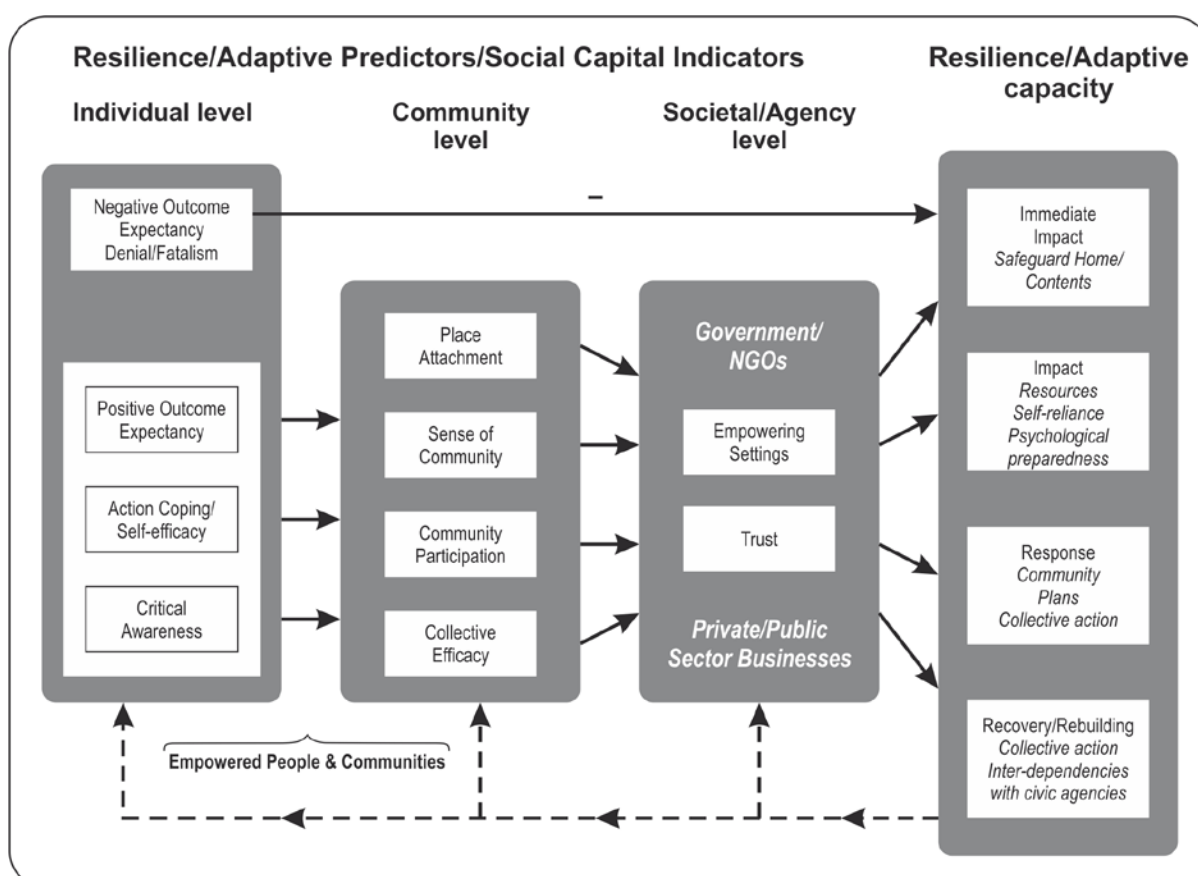 Resilience/Adaptive Predictors/Social Capital Indicators
Resilience/Adaptive
capacity
Individual level
Community
level
Societal/Agency
level
Negative Outcome
Expectancy
Denial/Fatalism
–
Positive Outcome
Expectancy
Action Coping/
Self-efficacy
Critical
Awareness
Place
Attachment
Sense of
Community
Community
Participation
Collective
Efficacy
Government/
NGOs
Empowering
Settings
Trust
Private/Public
Sector Businesses
Immediate
Impact
Safeguard Home/
Contents
Impact
Resources
Self-reliance
Psychological
preparedness
Response
Community
Plans
Collective action
Recovery/Rebuilding
Collective action
Inter-dependencies
with civic agencies
Empowered People & Communities